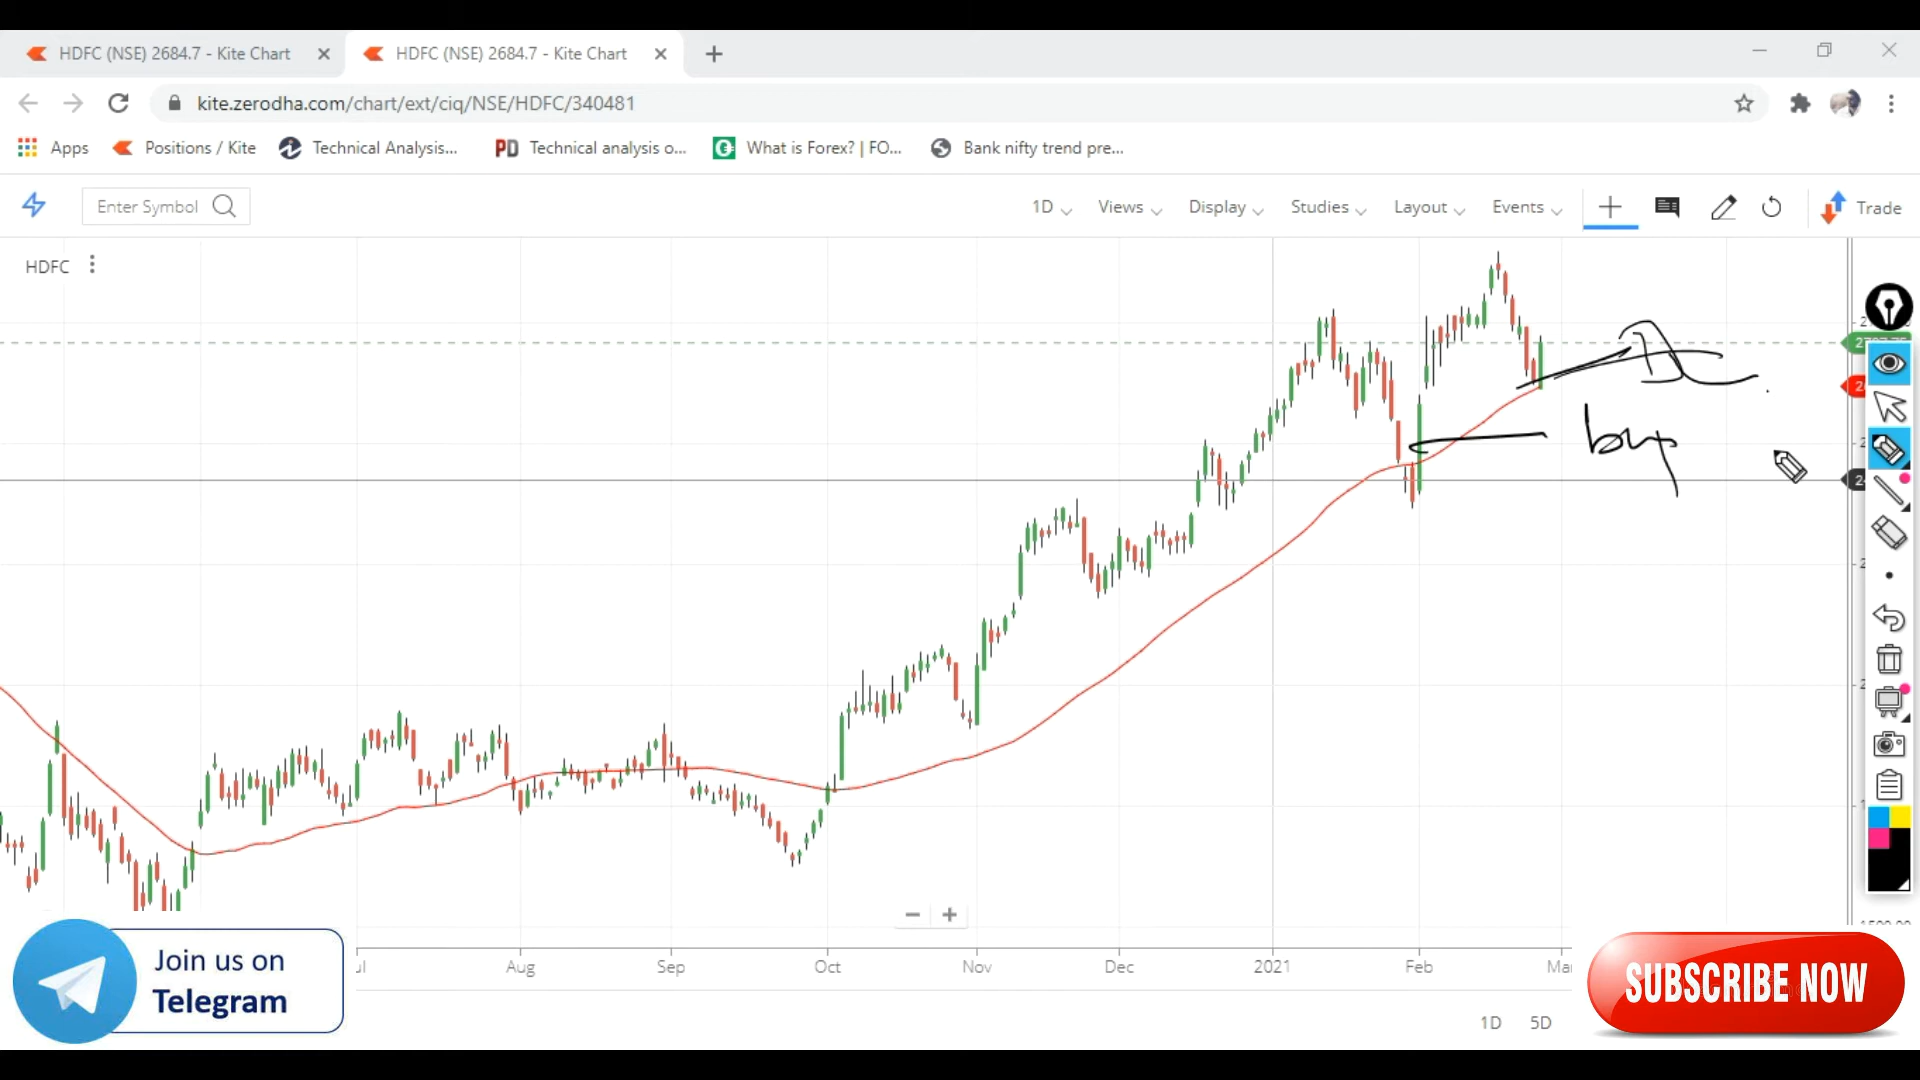 HDFC (NSE) 2684.7 - Kite Chart
HDFC (NSE) 2684.7 - Kite Chart
kite.zerodha.com/chart/ext/ciq/NSE/HDFC/340481
Apps
Positions / Kite
Technical Analysis...
Technical analysis o...
What is Forex? | FO...
Bank nifty trend pre...
Enter Symbol
1D
Views
Display
Studies
Layout
Events
Trade
HDFC
buy
Aug
Sep
Oct
Nov
Dec
2021
Feb
1D
5D
Join us on
Telegram
SUBSCRIBE NOW